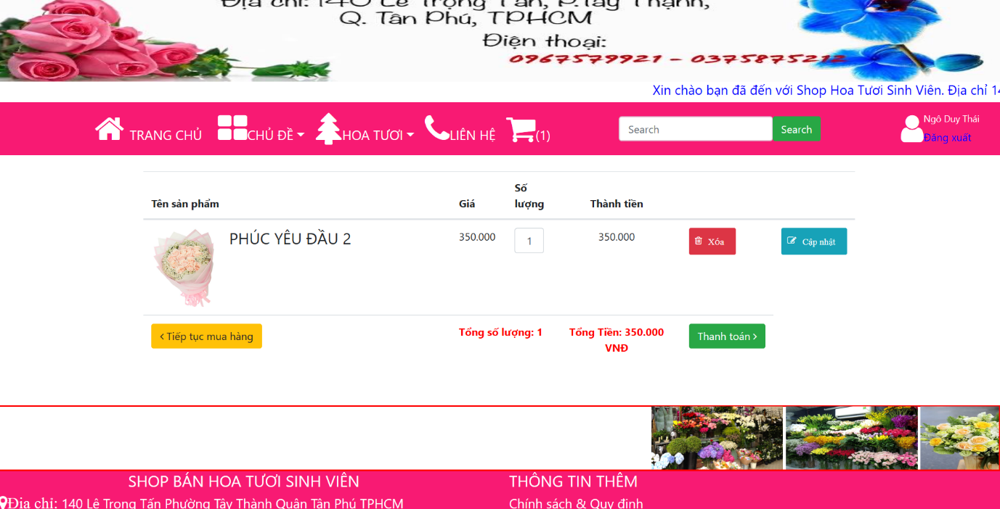 Địa chỉ: 140 Lê Trọng Tấn, P.Tây Thạnh,
Q. Tân Phú, TPHCM
Điện thoại:
0967579921 - 0375875212
Xin chào bạn đã đến với Shop Hoa Tươi Sinh Viên. Địa chỉ 14
TRANG CHỦ CHỦ ĐỀ HOA TƯƠI LIÊN HỆ (1) Search Search Ngô Duy Thái
Đăng xuất
Tên sản phẩm Giá Số lượng Thành tiền
PHÚC YÊU ĐẦU 2 350.000 1 350.000 Xóa Cập nhật
< Tiếp tục mua hàng Tổng số lượng: 1 Tổng Tiền: 350.000 VNĐ Thanh toán >
SHOP BÁN HOA TƯƠI SINH VIÊN THÔNG TIN THÊM
Địa chỉ: 140 Lê Trọng Tấn Phường Tây Thành Quận Tân Phú TPHCM Chính sách & Quy định